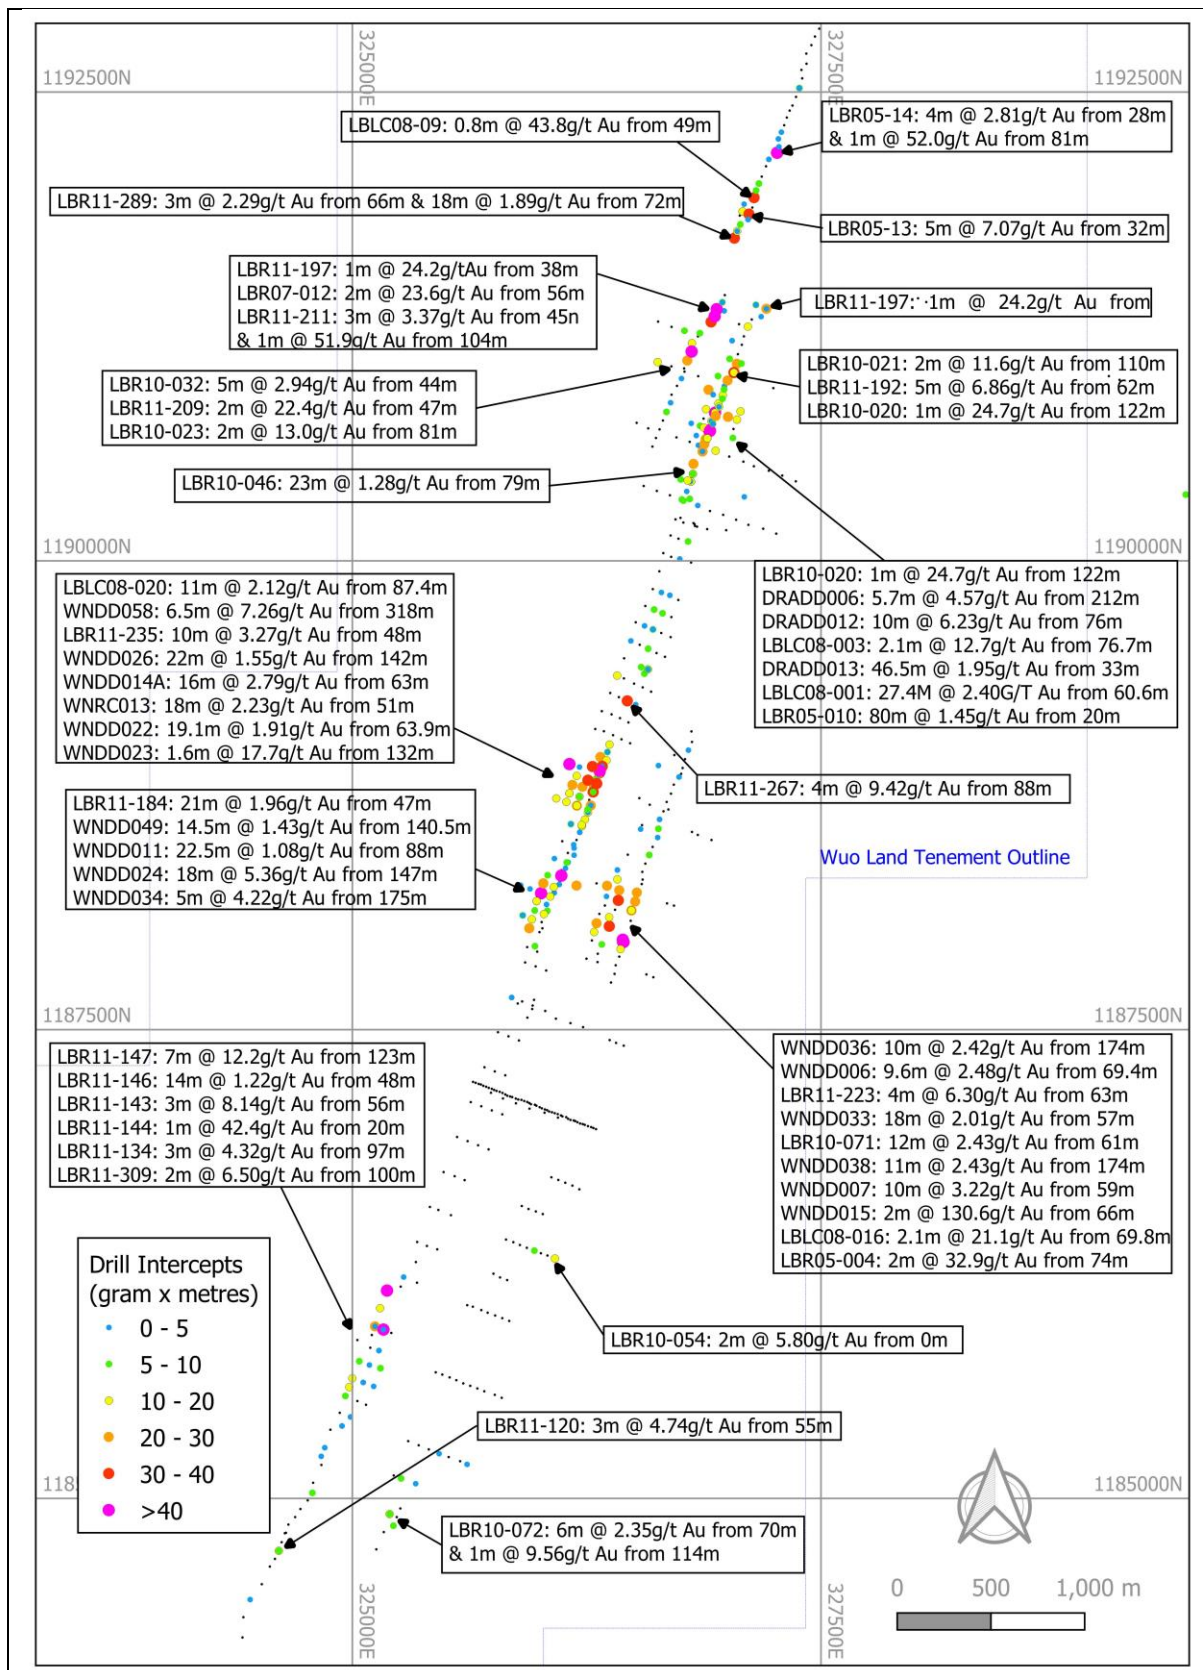 325000E
327500E
1192500N
1192500N
LBLC08-09: 0.8m @ 43.8g/t Au from 49m
LBR05-14: 4m @ 2.81g/t Au from 28m
& 1m @ 52.0g/t Au from 81m
LBR11-289: 3m @ 2.29g/t Au from 66m & 18m @ 1.89g/t Au from 72m
LBR05-13: 5m @ 7.07g/t Au from 32m
LBR11-197: 1m @ 24.2g/tAu from 38m
LBR07-012: 2m @ 23.6g/t Au from 56m
LBR11-211: 3m @ 3.37g/t Au from 45n
& 1m @ 51.9g/t Au from 104m
LBR11-197: 1m @ 24.2g/t Au from
LBR10-032: 5m @ 2.94g/t Au from 44m
LBR11-209: 2m @ 22.4g/t Au from 47m
LBR10-023: 2m @ 13.0g/t Au from 81m
LBR10-021: 2m @ 11.6g/t Au from 110m
LBR11-192: 5m @ 6.86g/t Au from 62m
LBR10-020: 1m @ 24.7g/t Au from 122m
LBR10-046: 23m @ 1.28g/t Au from 79m
1190000N
1190000N
LBLC08-020: 11m @ 2.12g/t Au from 87.4m
WNDD058: 6.5m @ 7.26g/t Au from 318m
LBR11-235: 10m @ 3.27g/t Au from 48m
WNDD026: 22m @ 1.55g/t Au from 142m
WNDD014A: 16m @ 2.79g/t Au from 63m
WNRC013: 18m @ 2.23g/t Au from 51m
WNDD022: 19.1m @ 1.91g/t Au from 63.9m
WNDD023: 1.6m @ 17.7g/t Au from 132m
LBR10-020: 1m @ 24.7g/t Au from 122m
DRADD006: 5.7m @ 4.57g/t Au from 212m
DRADD012: 10m @ 6.23g/t Au from 76m
LBLC08-003: 2.1m @ 12.7g/t Au from 76.7m
DRADD013: 46.5m @ 1.95g/t Au from 33m
LBLC08-001: 27.4M @ 2.40G/T Au from 60.6m
LBR05-010: 80m @ 1.45g/t Au from 20m
LBR11-267: 4m @ 9.42g/t Au from 88m
LBR11-184: 21m @ 1.96g/t Au from 47m
WNDD049: 14.5m @ 1.43g/t Au from 140.5m
WNDD011: 22.5m @ 1.08g/t Au from 88m
WNDD024: 18m @ 5.36g/t Au from 147m
WNDD034: 5m @ 4.22g/t Au from 175m
Wuo Land Tenement Outline
1187500N
1187500N
LBR11-147: 7m @ 12.2g/t Au from 123m
LBR11-146: 14m @ 1.22g/t Au from 48m
LBR11-143: 3m @ 8.14g/t Au from 56m
LBR11-144: 1m @ 42.4g/t Au from 20m
LBR11-134: 3m @ 4.32g/t Au from 97m
LBR11-309: 2m @ 6.50g/t Au from 100m
WNDD036: 10m @ 2.42g/t Au from 174m
WNDD006: 9.6m @ 2.48g/t Au from 69.4m
LBR11-223: 4m @ 6.30g/t Au from 63m
WNDD033: 18m @ 2.01g/t Au from 57m
LBR10-071: 12m @ 2.43g/t Au from 61m
WNDD038: 11m @ 2.43g/t Au from 174m
WNDD007: 10m @ 3.22g/t Au from 59m
WNDD015: 2m @ 130.6g/t Au from 66m
LBLC08-016: 2.1m @ 21.1g/t Au from 69.8m
LBR05-004: 2m @ 32.9g/t Au from 74m
LBR10-054: 2m @ 5.80g/t Au from 0m
Drill Intercepts
(gram x metres)
0 - 5
5 - 10
10 - 20
20 - 30
30 - 40
>40
LBR11-120: 3m @ 4.74g/t Au from 55m
1185000N
LBR10-072: 6m @ 2.35g/t Au from 70m
& 1m @ 9.56g/t Au from 114m
0 500 1,000 m
325000E
327500E